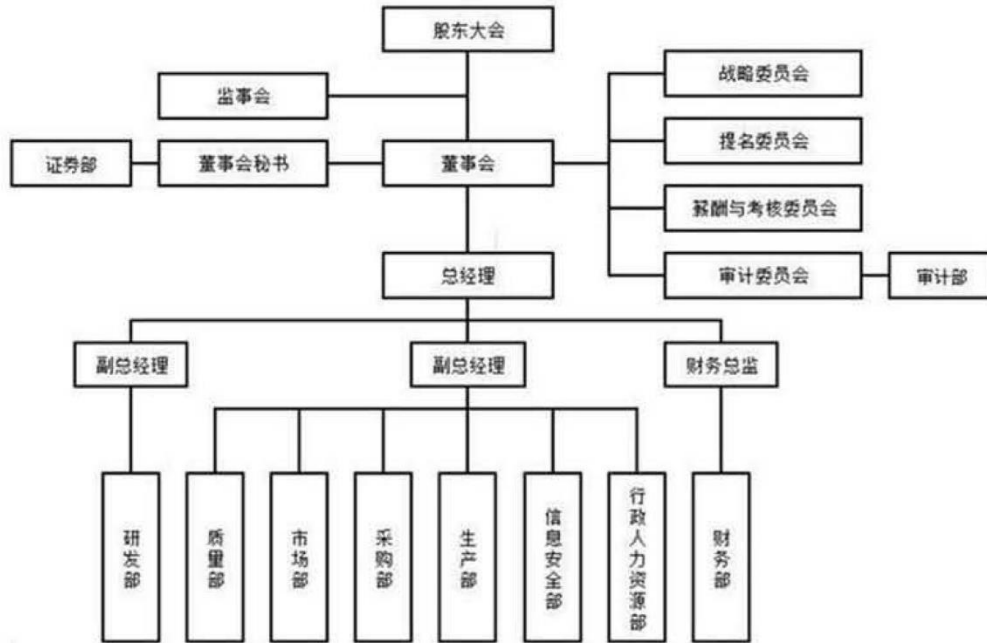 股东大会
战略委员会
监事会
提名委员会
证券部
董事会秘书
董事会
薪酬与考核委员会
总经理
审计委员会
审计部
副总经理
副总经理
财务总监
研发部
质量部
市场部
采购部
生产部
信息安全部
行政人力资源部
财务部